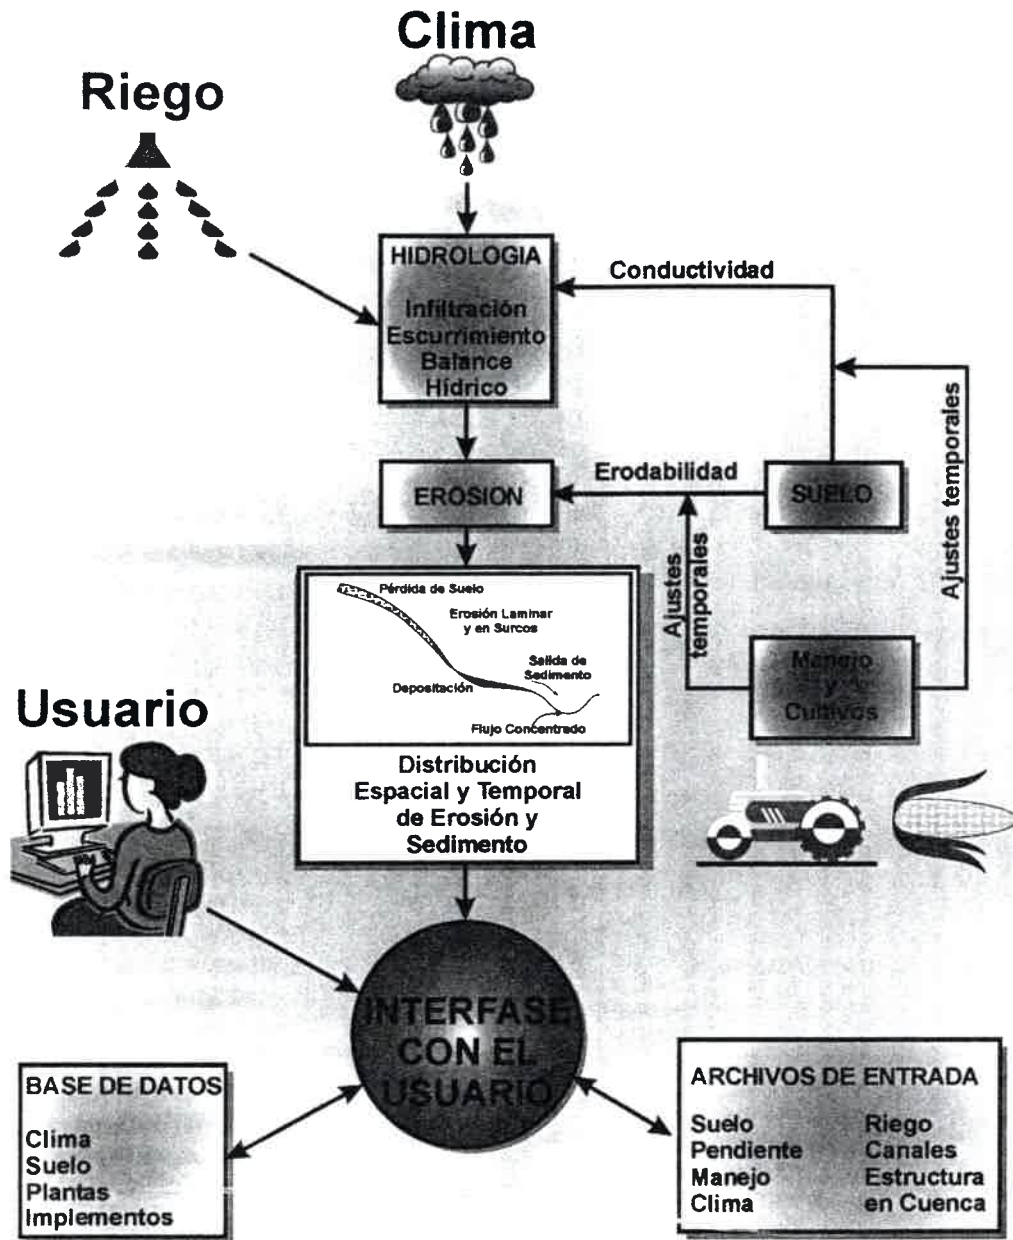 Clima
Riego
HIDROLOGIA
Infiltración
Escurrimiento
Balance
Hídrico
Conductividad
Ajustes temporales
EROSION
Erodabilidad
SUELO
Ajustes
temporales
Manejo
y
Cultivos
Pérdida de Suelo
Erosión Laminar
y en Surcos
Salida de
Sedimento
Depositación
Flujo Concentrado
Distribución
Espacial y Temporal
de Erosión y
Sedimento
Usuario
INTERFASE
CON EL
USUARIO
BASE DE DATOS
Clima
Suelo
Plantas
Implementos
ARCHIVOS DE ENTRADA
Suelo Riego
Pendiente Canales
Manejo Estructura
Clima en Cuenca